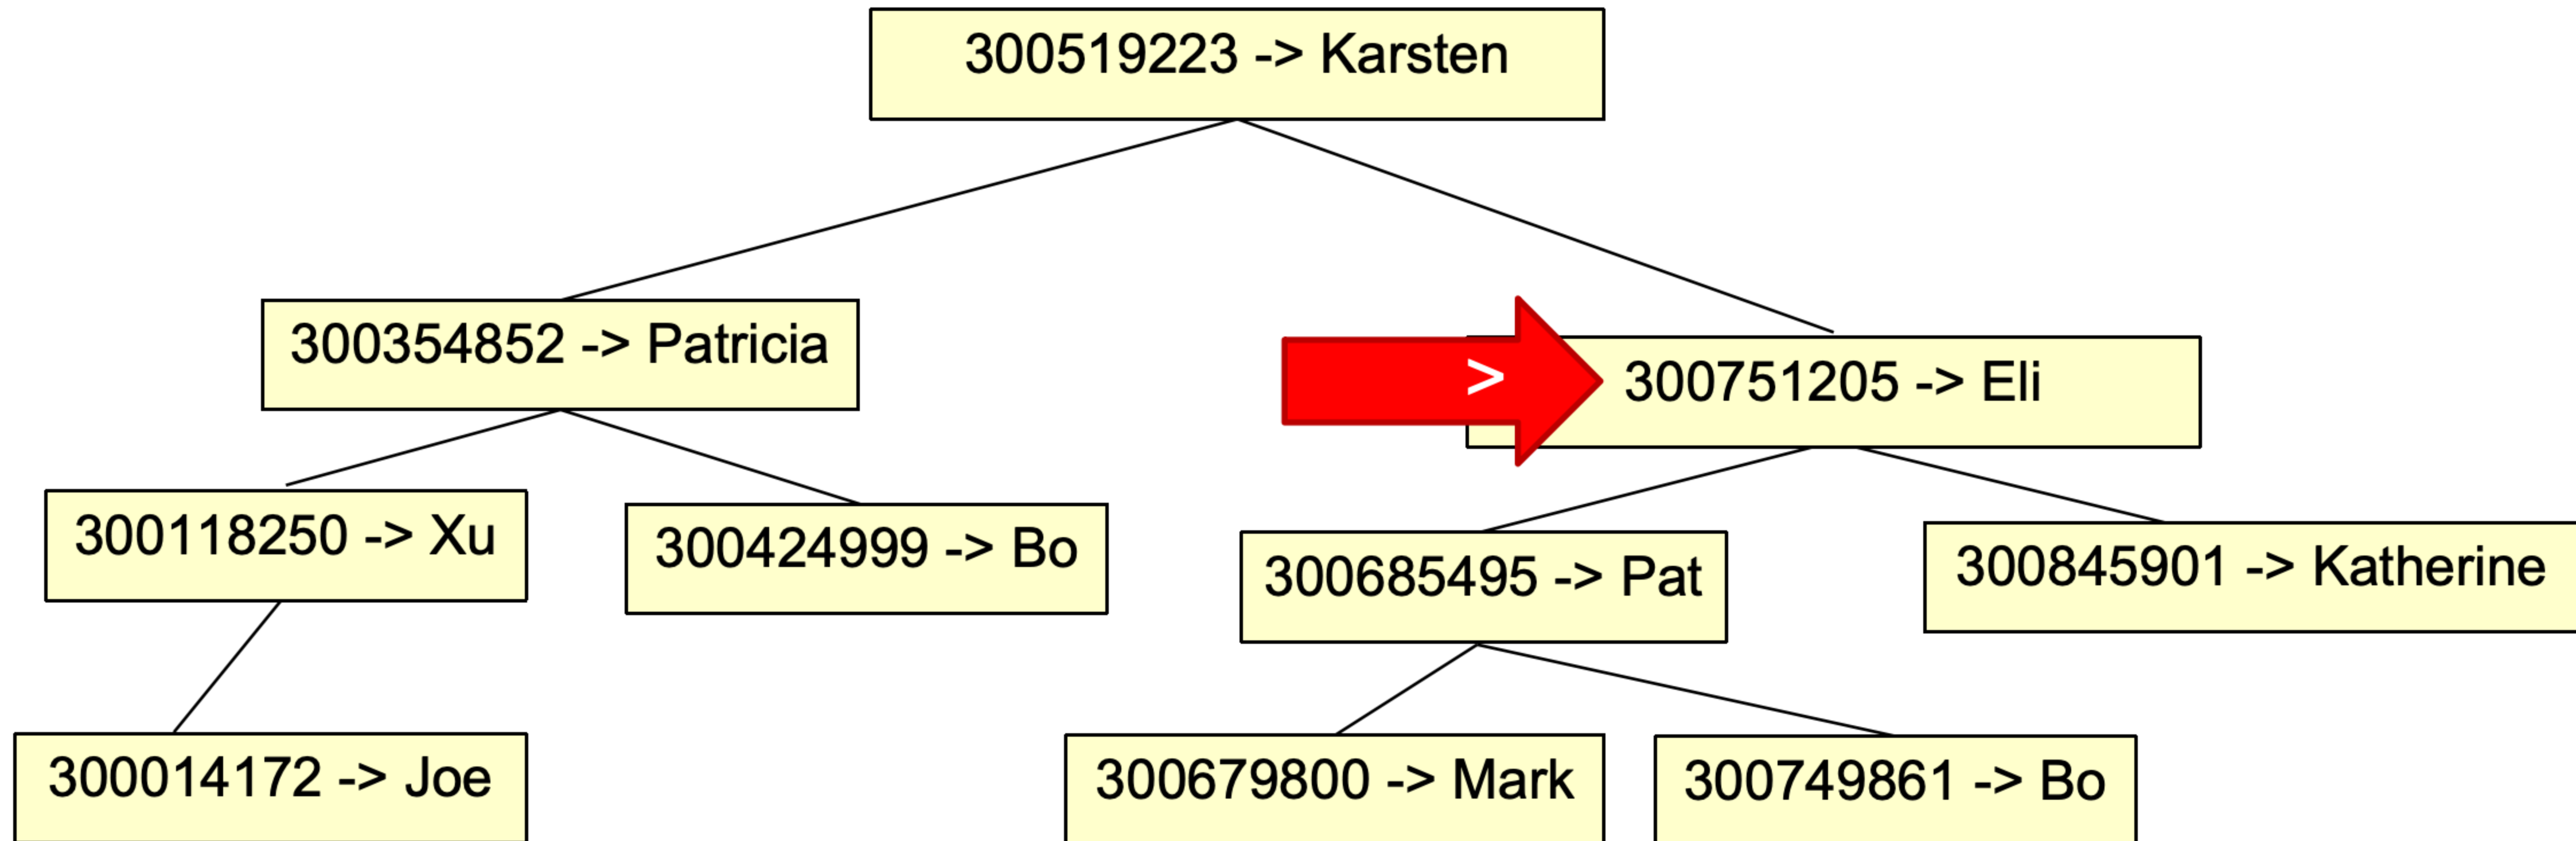 300519223 -> Karsten
300354852 -> Patricia
>
300751205 -> Eli
300118250 -> Xu
300424999 -> Bo
300685495 -> Pat
300845901 -> Katherine
300014172 -> Joe
300679800 -> Mark
300749861 -> Bo